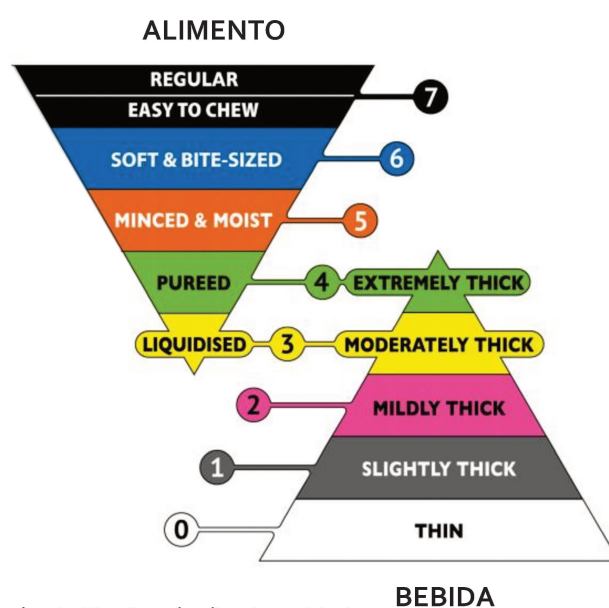 ALIMENTO
REGULAR
EASY TO CHEW
7
SOFT & BITE-SIZED
6
MINCED & MOIST
5
PUREED
4
EXTREMELY THICK
LIQUIDISED
3
MODERATELY THICK
2
MILDLY THICK
1
SLIGHTLY THICK
0
THIN
BEBIDA